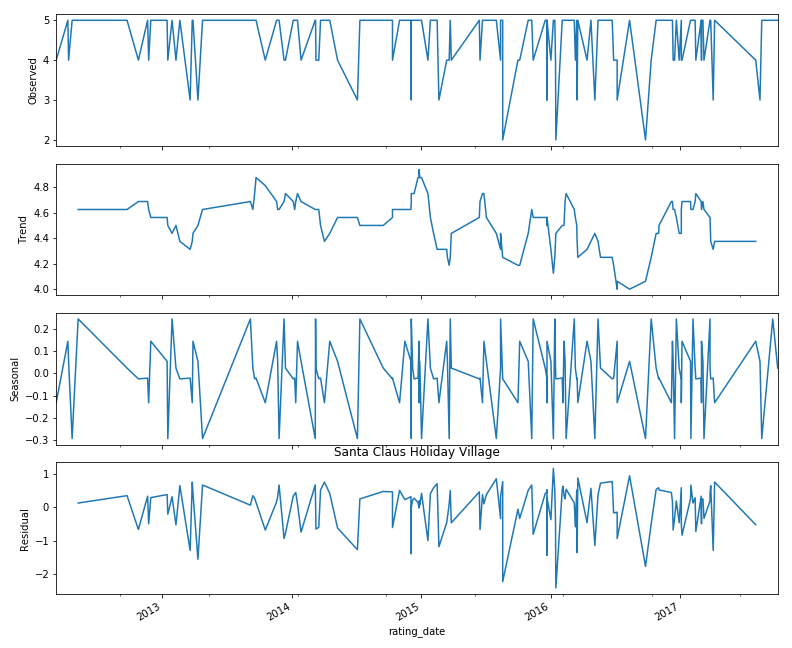 5
4
3
2
Observed
4.8
4.6
4.4
4.2
4.0
Trend
0.2
0.1
0.0
−0.1
−0.2
−0.3
Seasonal
Santa Claus Holiday Village
1
0
−1
−2
Residual
2013 2014 2015 2016 2017
rating_date